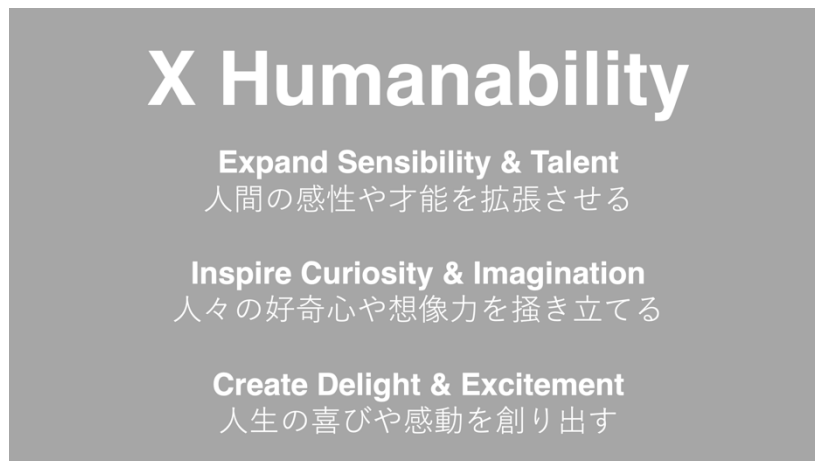 X Humanability
Expand Sensibility & Talent
人間の感性や才能を拡張させる
Inspire Curiosity & Imagination
人々の好奇心や想像力を掻き立てる
Create Delight & Excitement
人生の喜びや感動を創り出す